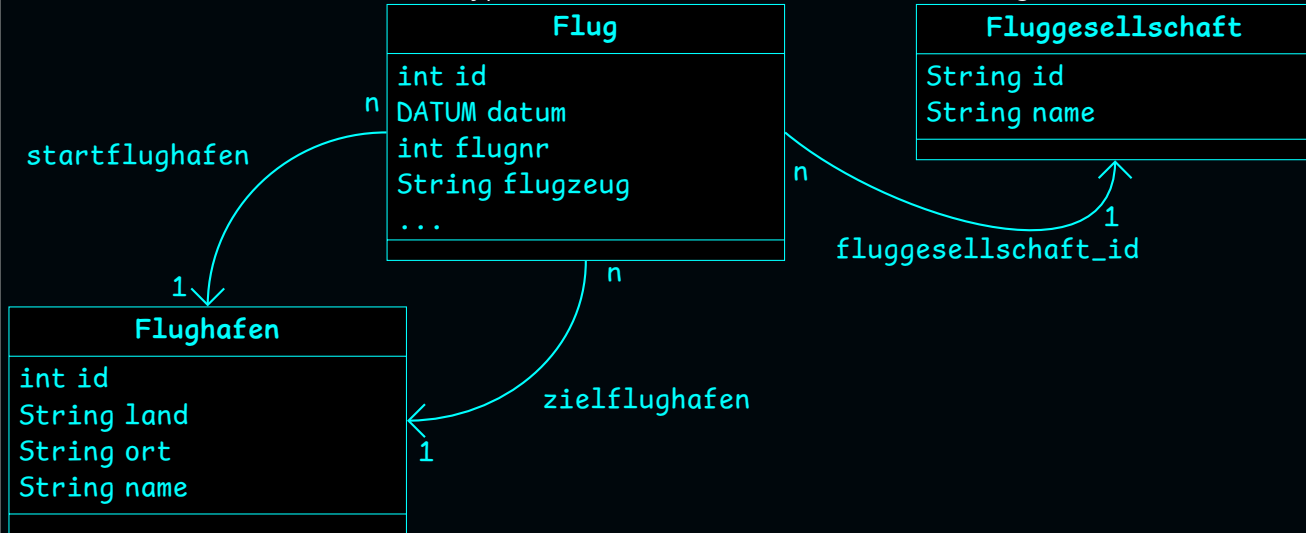 Flug
int id
DATUM datum
int flugnr
String flugzeug
...
Fluggesellschaft
String id
String name
n
startflughafen
1
n
1
fluggesellschaft_id
n
zielflughafen
1
Flughafen
int id
String land
String ort
String name